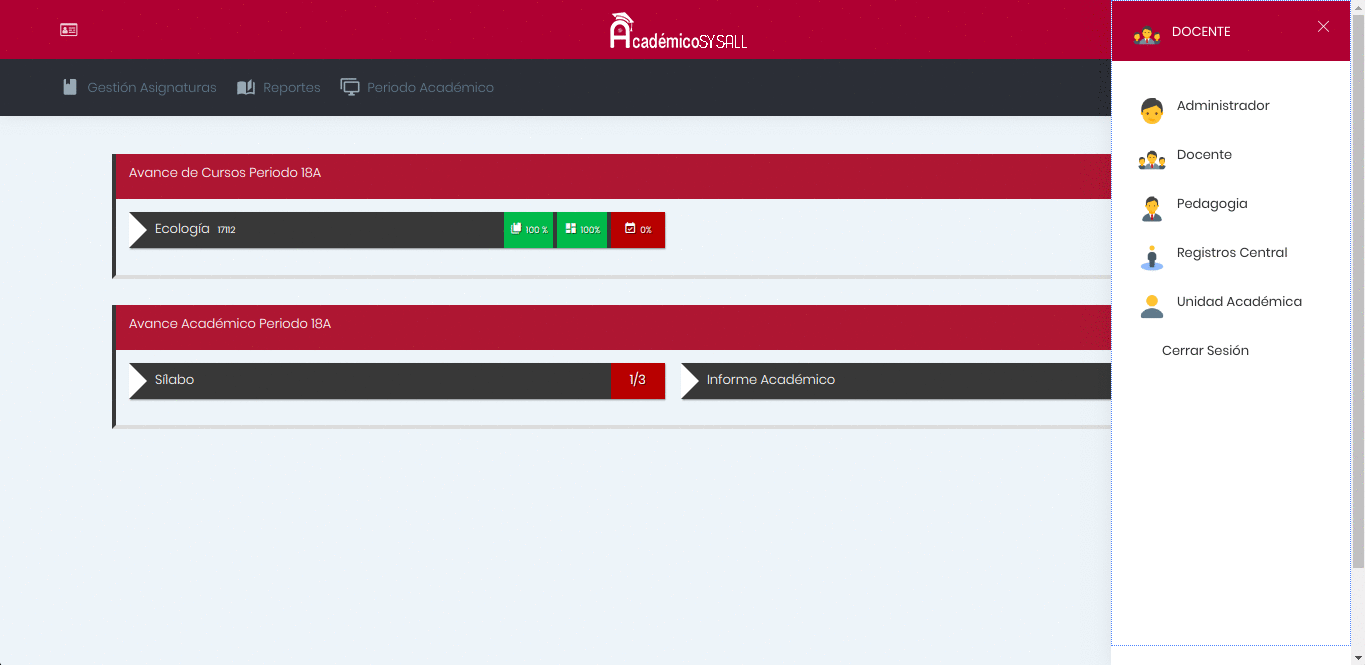 AcadémicoSYSALL
DOCENTE
Gestión Asignaturas
Reportes
Periodo Académico
Administrador
Docente
Pedagogia
Registros Central
Unidad Académica
Cerrar Sesión
Avance de Cursos Periodo 18A
Ecología 17112 100 % 100% 0%
Avance Académico Periodo 18A
Sílabo 1/3
Informe Académico